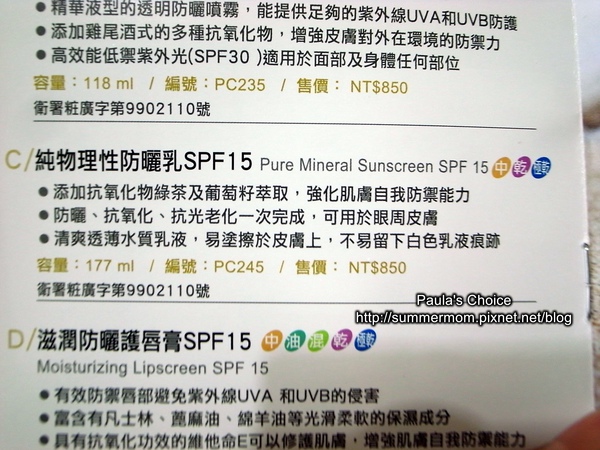 ●精華液型的透明防曬噴霧，能提供足夠的紫外線UVA和UVB防護
●添加雞尾酒式的多種抗氧化物，增強皮膚對外在環境的防禦力
●高效能低禦紫外光(SPF30 )適用於面部及身體任何部位
容量：118 ml / 編號：PC235 / 售價： NT$850
衛署粧廣字第9902110號
C/純物理性防曬乳SPF15 Pure Mineral Sunscreen SPF 15 中 乾 極乾
●添加抗氧化物綠茶及葡萄籽萃取，強化肌膚自我防禦能力
●防曬、抗氧化、抗光老化一次完成，可用於眼周皮膚
●清爽透薄水質乳液，易塗擦於皮膚上，不易留下白色乳液痕跡
容量：177 ml / 編號：PC245 / 售價： NT$850
衛署粧廣字第9902110號
Paula's Choice
http://summermom.pixnet.net/blog
D/滋潤防曬護唇膏SPF15 中 油 混 乾 極乾
Moisturizing Lipscreen SPF 15
●有效防禦唇部避免紫外線UVA 和UVB的侵害
●富含有凡士林、蓖麻油、綿羊油等光滑柔軟的保濕成分
●具有抗氧化功效的維他命E可以修護肌膚，增強肌膚自我防禦能力